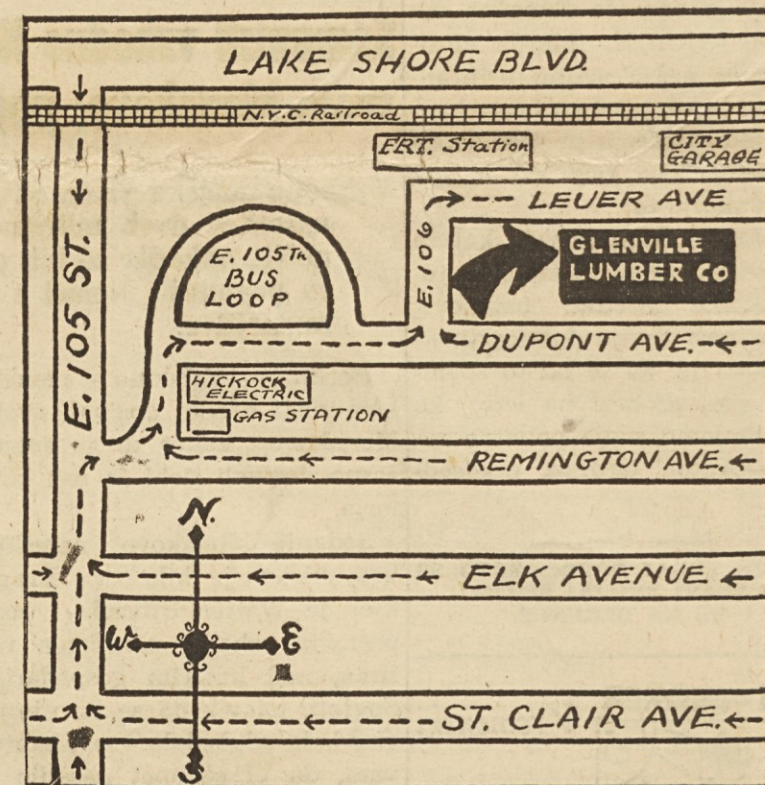 LAKE SHORE BLVD.
N.Y.C. Railroad
ERT. Station
CITY
GARAGE
LEUER AVE
E. 105 ST.
E. 105TH
BUS
LOOP
E. 106
GLENVILLE
LUMBER CO
DUPONT AVE.
HICKOCK
ELECTRIC
GAS STATION
REMINGTON AVE.
N.
ELK AVENUE
W
E
ST. CLAIR AVE.
S